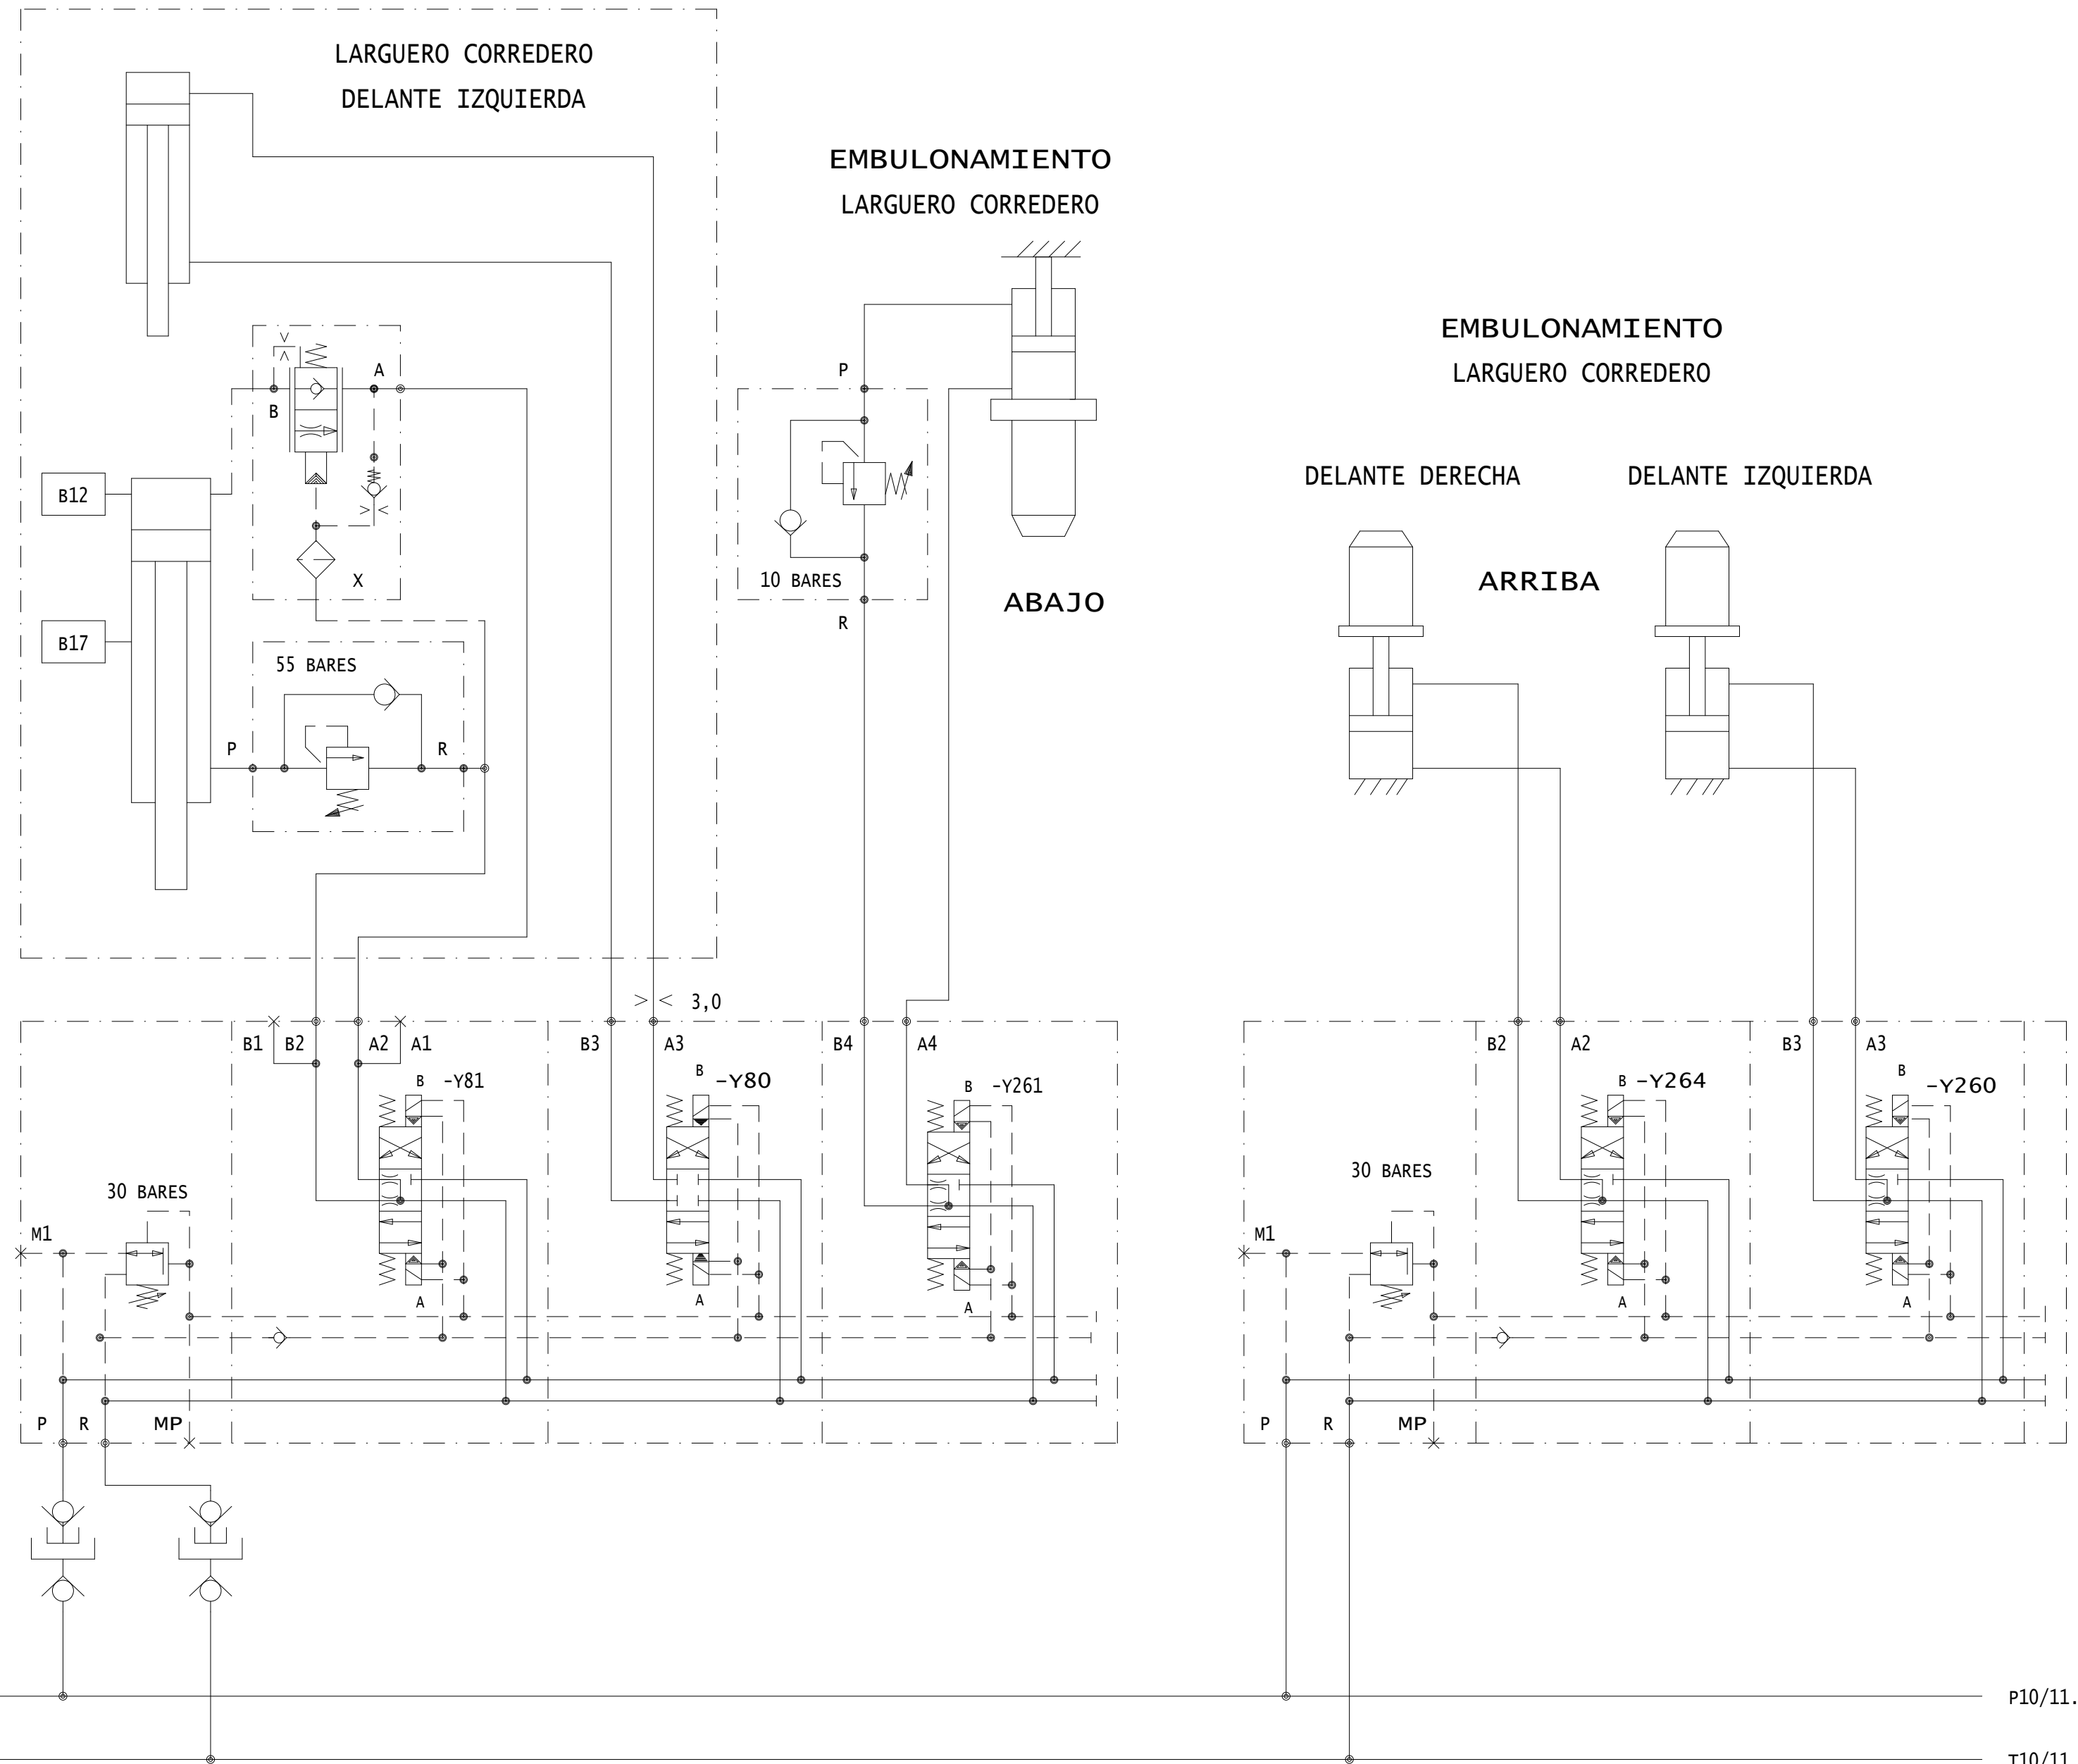 LARGUERO CORREDERO
DELANTE IZQUIERDA
EMBULONAMIENTO
LARGUERO CORREDERO
EMBULONAMIENTO
LARGUERO CORREDERO
A
B
P
DELANTE DERECHA
DELANTE IZQUIERDA
B12
X
10 BARES
ARRIBA
ABAJO
R
B17
55 BARES
P
R
> < 3,0
B1
B2
A2
A1
B3
A3
B4
A4
B2
A2
B3
A3
B -Y81
B -Y80
B -Y261
B -Y264
B -Y260
30 BARES
30 BARES
M1
M1
A
A
A
A
A
P
R
MP
P
R
MP
P10/11.
T10/11